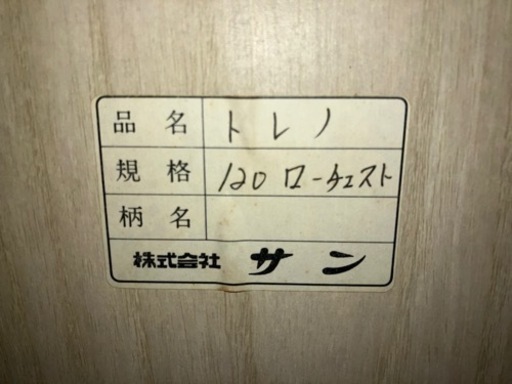 品名 トレノ
規格 120 ローチェスト
柄名
株式会社 サン